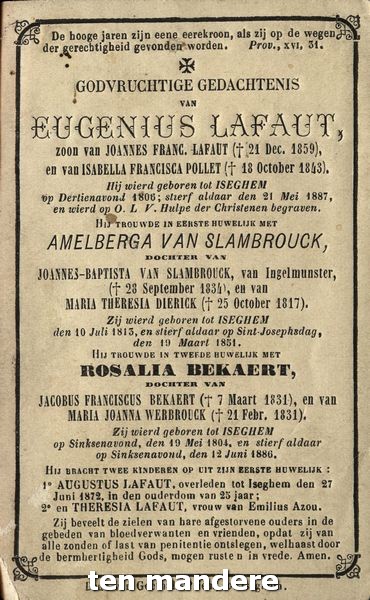 De hooge jaren zijn eene eerekroon, als zij op de wegen
der gerechtigheid gevonden worden. Prov., xvi, 31.
GODVRUCHTIGE GEDACHTENIS
VAN
EUGENIUS LAFAUT,
zoon van JOANNES FRANC. LAFAUT († 21 Dec. 1859),
en van ISABELLA FRANCISCA POLLET († 18 October 1843).
Hij wierd geboren tot ISEGHEM
op Dertienavond 1806; stierf aldaar den 21 Mei 1887,
en wierd op O. L. V. Hulpe der Christenen begraven.
HIJ TROUWDE IN EERSTE HUWELIJK MET
AMELBERGA VAN SLAMBROUCK,
DOCHTER VAN
JOANNES-BAPTISTA VAN SLAMBROUCK, van Ingelmunster,
(† 28 September 1834), en van
MARIA THERESIA DIERICK († 25 October 1817).
Zij wierd geboren tot ISEGHEM
den 10 Juli 1813, en stierf aldaar op Sint-Josephsdag,
den 19 Maart 1851.
HIJ TROUWDE IN TWEEDE HUWELIJK MET
ROSALIA BEKAERT,
DOCHTER VAN
JACOBUS FRANCISCUS BEKAERT († 7 Maart 1831), en van
MARIA JOANNA WERBROUCK († 21 Febr. 1831).
Zij wierd geboren tot ISEGHEM
op Sinksenavond, den 19 Mei 1804, en stierf aldaar
op Sinksenavond, den 12 Juni 1886.
HIJ BRACHT TWEE KINDEREN OP UIT ZIJN EERSTE HUWELIJK:
1° AUGUSTUS LAFAUT, overleden tot Iseghem den 27
Juni 1872, in den ouderdom van 25 jaar;
2° en THERESIA LAFAUT, vrouw van Emilius Azou.
Zij beveelt de zielen van hare afgestorvene ouders in de
gebeden van bloedverwanten en vrienden, opdat zij van
alle zonden of last van penitentie ontslegen, welhaast door
de bermhertigheid Gods, mogen rusten in vrede. Amen.
ten mandere